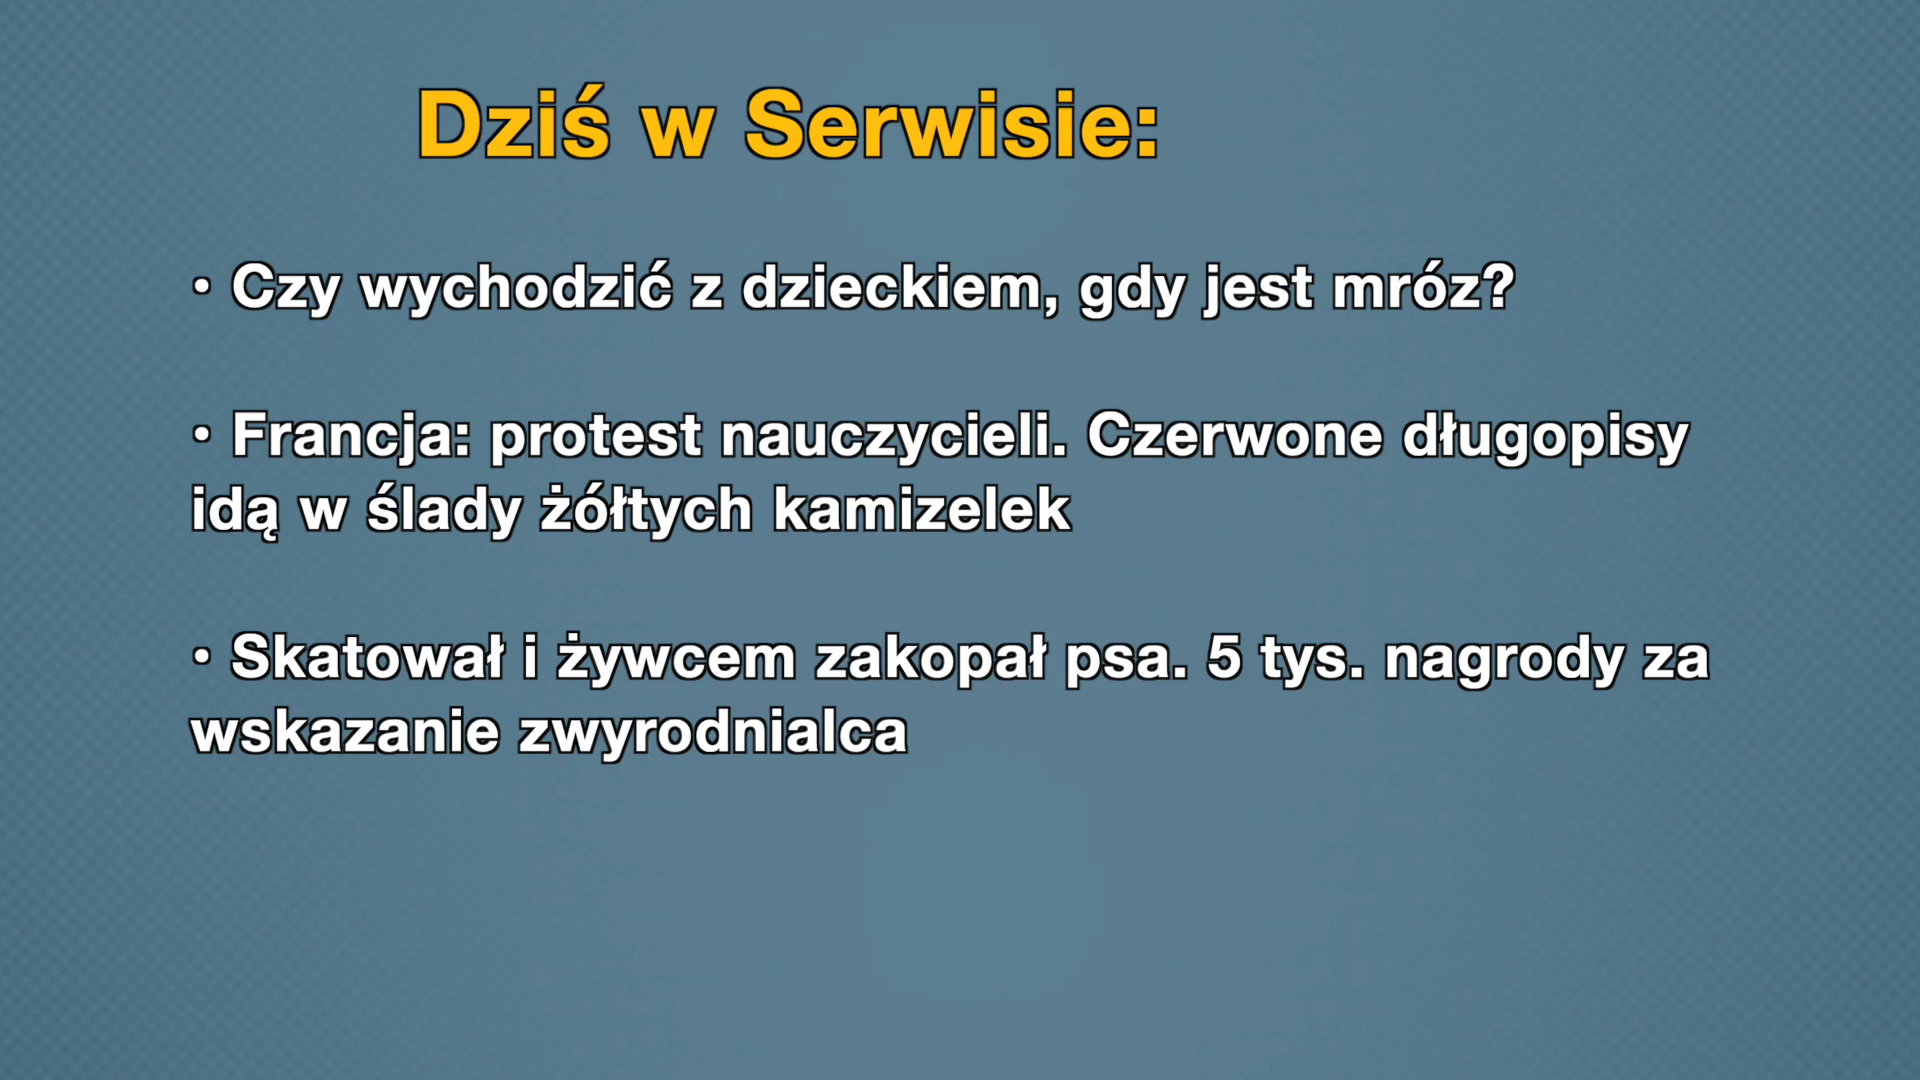 Dziś w Serwisie:
• Czy wychodzić z dzieckiem, gdy jest mróz?
• Francja: protest nauczycieli. Czerwone długopisy
idą w ślady żółtych kamizelek
• Skatował i żywcem zakopał psa. 5 tys. nagrody za
wskazanie zwyrodnialca